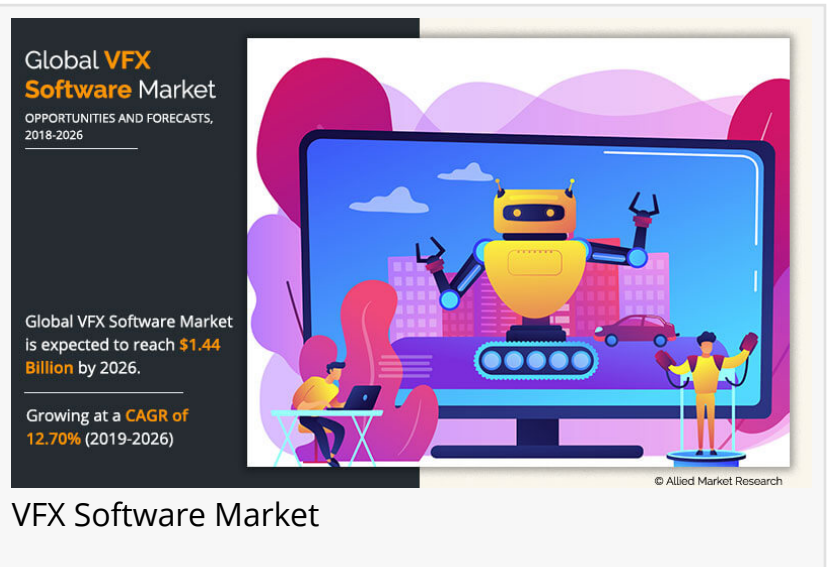 Global VFX
Software Market
OPPORTUNITIES AND FORECASTS,
2018-2026
Global VFX Software Market
is expected to reach $1.44
Billion by 2026.
Growing at a CAGR of
12.70% (2019-2026)
© Allied Market Research
VFX Software Market